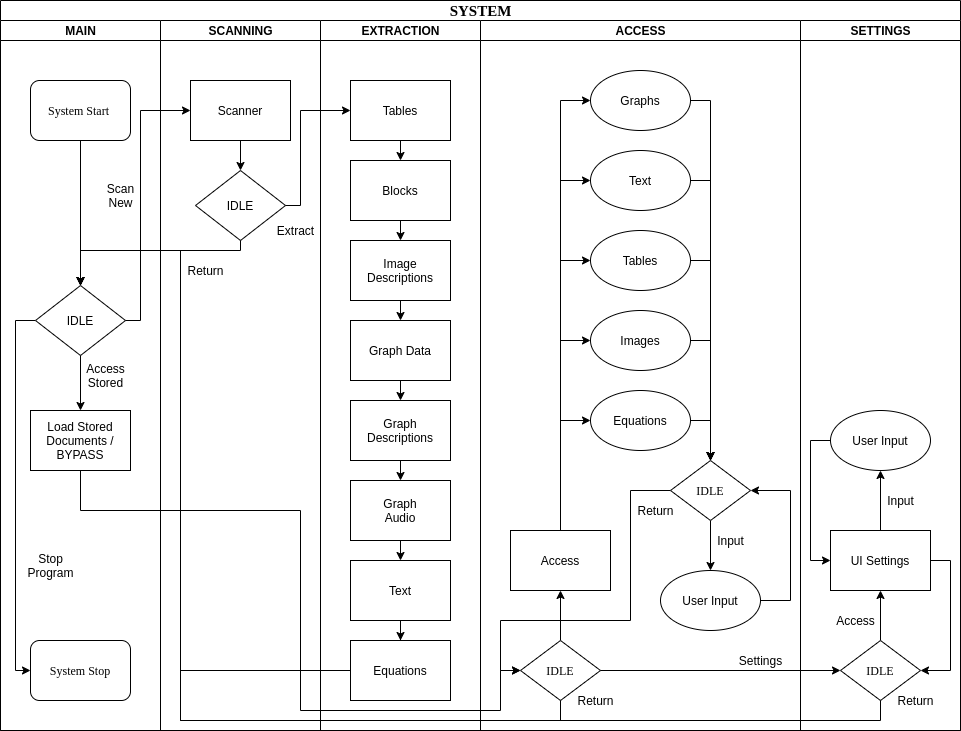 SYSTEM
MAIN
SCANNING
EXTRACTION
ACCESS
SETTINGS
System Start
Scan
New
IDLE
Access
Stored
Load Stored
Documents /
BYPASS
Stop
Program
System Stop
Scanner
IDLE
Extract
Return
Tables
Blocks
Image
Descriptions
Graph Data
Graph
Descriptions
Graph
Audio
Text
Equations
Graphs
Text
Tables
Images
Equations
IDLE
Return
Input
User Input
Access
IDLE
Settings
Return
User Input
Input
UI Settings
Access
IDLE
Return